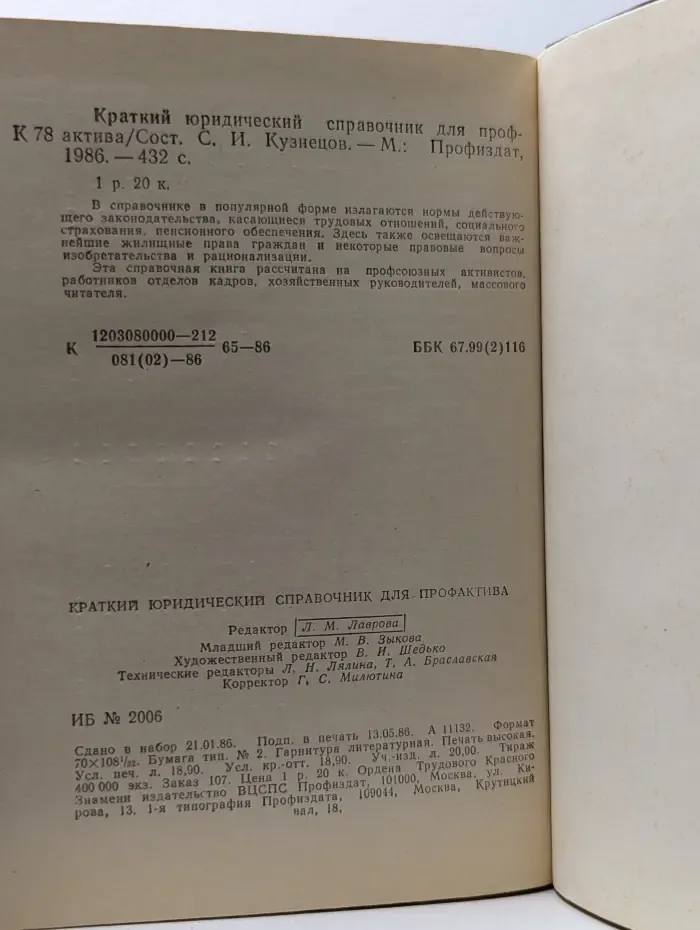 Краткий юридический справочник для проф-
К 78 актива/Сост. С. И. Кузнецов. — М.: Профиздат,
1986. — 432 с.
1 р. 20 к.
В справочнике в популярной форме излагаются нормы действую-
щего законодательства, касающиеся трудовых отношений, социального
страхования, пенсионного обеспечения. Здесь также освещаются важ-
нейшие жилищные права граждан и некоторые правовые вопросы
изобретательства и рационализации.
Эта справочная книга рассчитана на профсоюзных активистов,
работников отделов кадров, хозяйственных руководителей, массового
читателя.
К 1203080000—212 / 081(02)—86 65—86 ББК 67.99(2)116
КРАТКИЙ ЮРИДИЧЕСКИЙ СПРАВОЧНИК ДЛЯ ПРОФАКТИВА
Редактор Л. М. Лаврова
Младший редактор М. В. Зыкова
Художественный редактор В. И. Шедько
Технические редакторы Л. Н. Лялина, Т. А. Браславская
Корректор Г. С. Милютина
ИБ № 2006
Сдано в набор 21.01.86. Подп. в печать 13.05.86. А 11132. Формат
70×108¹/₃₂. Бумага тип. № 2. Гарнитура литературная. Печать высокая.
Усл. печ. л. 18,90. Усл. кр.-отт. 18,90. Уч.-изд. л. 20,00. Тираж
400 000 экз. Заказ 107. Цена 1 р. 20 к. Ордена Трудового Красного
Знамени издательство ВЦСПС Профиздат, 101000, Москва, ул. Ки-
рова, 13. 1-я типография Профиздата, 109044, Москва, Крутицкий
вал, 18.